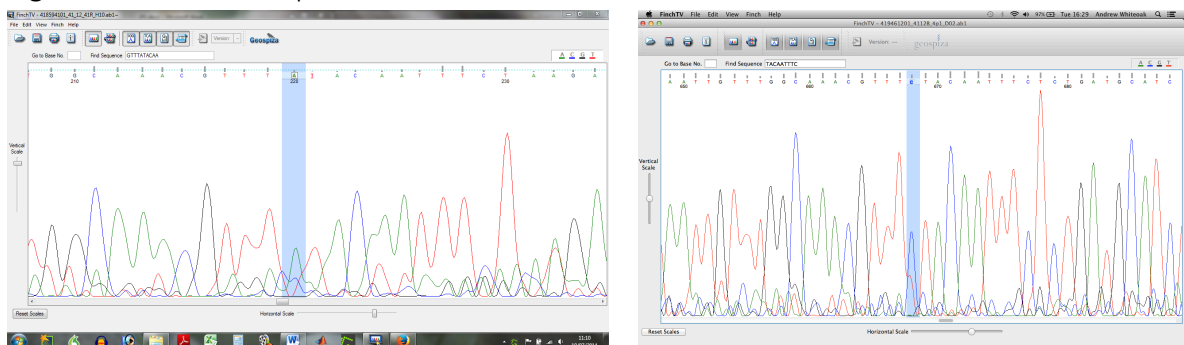 FinchTV - 418594101_41_12_41R_H10.ab1~
File Edit View Finch Help
Version
Geospiza
Go to Base No.
Find Sequence GTTTATACAA
A C G T
G G C A A A C G T T T A T A C A A T T T C T A A G A
210 220 230
Vertical
Scale
Reset Scales
Horizontal Scale
11:10
FinchTV File Edit View Finch Help
97% Tue 16:29 Andrew Whiteoak
FinchTV - 419461201_41128_4p1_D02.ab1
Version: ---
geospiza
Go to Base No.
Find Sequence TACAATTTC
A C G T
A A T T G T T T G G C A A A C G T T T C T A C A A T T T C T C T G A T G C A T C
650 660 670 680
Vertical
Scale
Reset Scales
Horizontal Scale